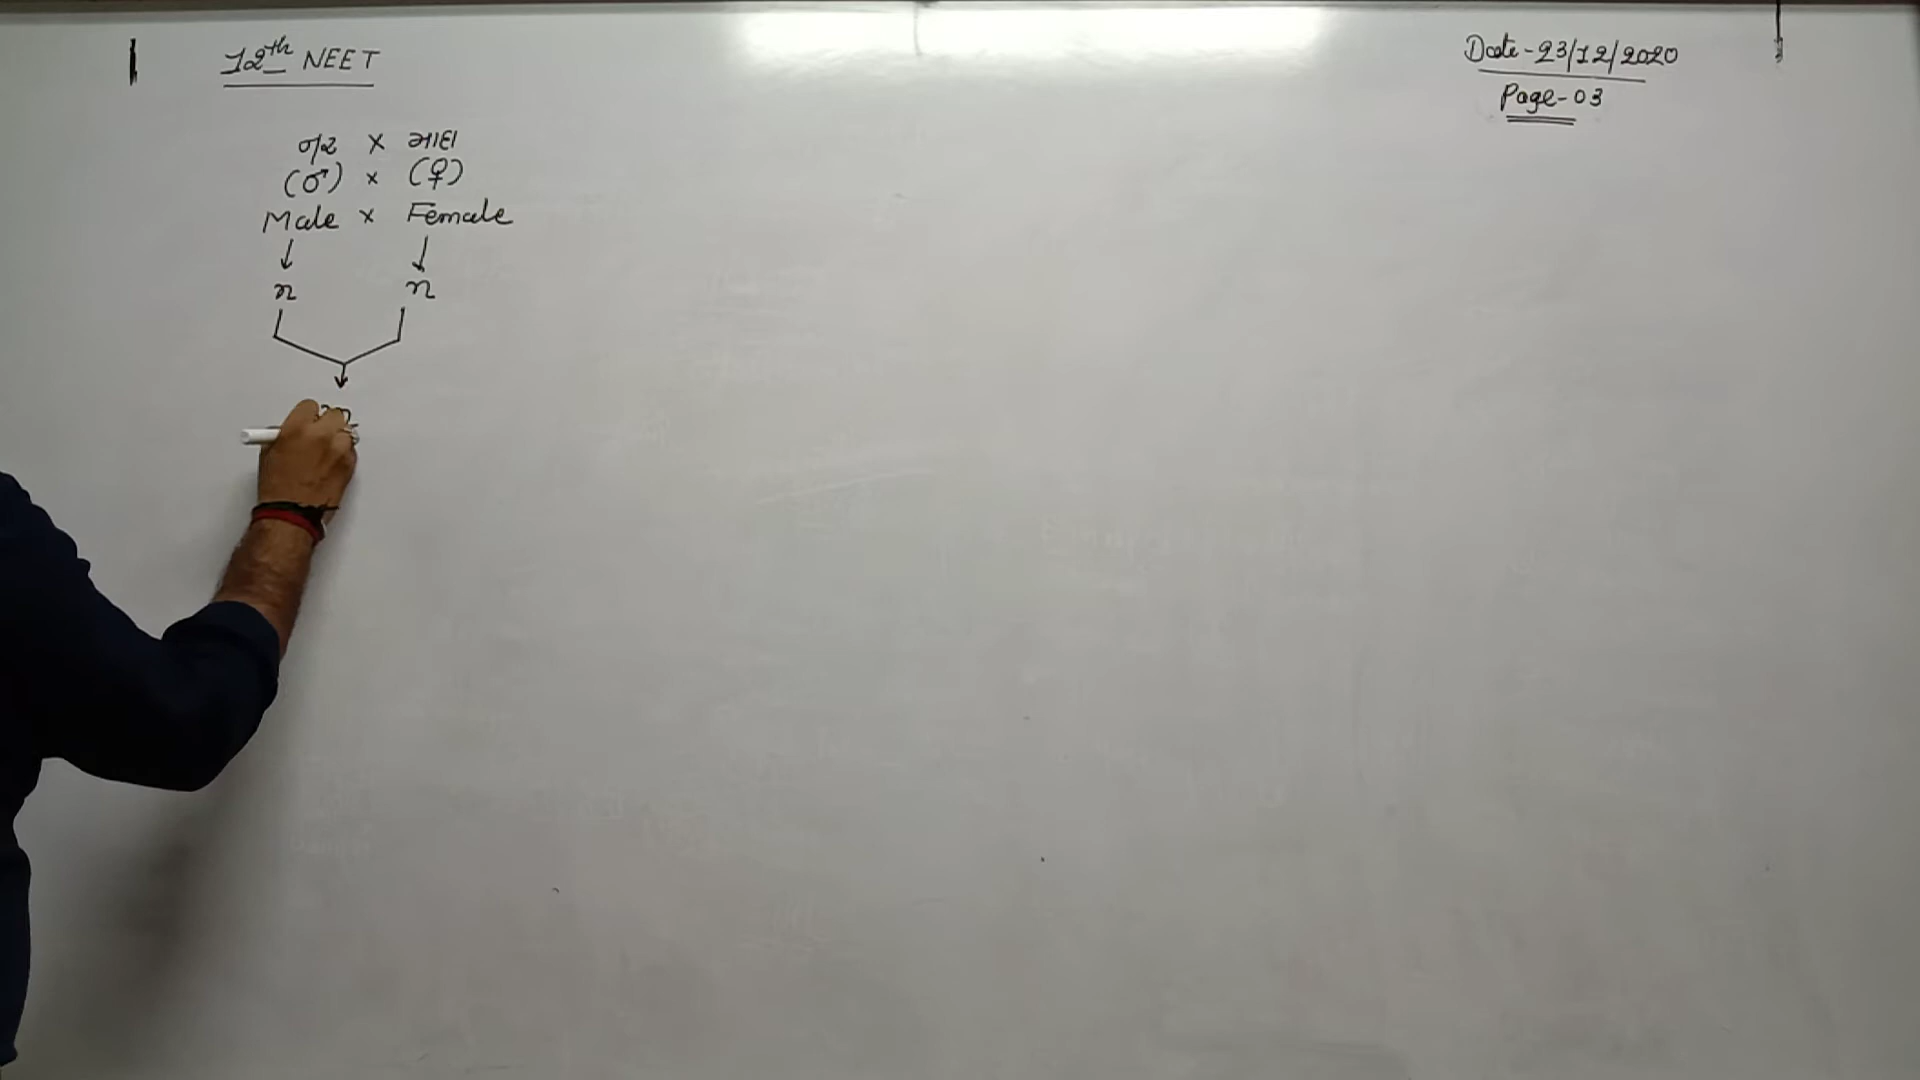 12th NEET
Date-23/12/2020
Page-03
નર × માદા
(♂) × (♀)
Male × Female
↓ ↓
n n